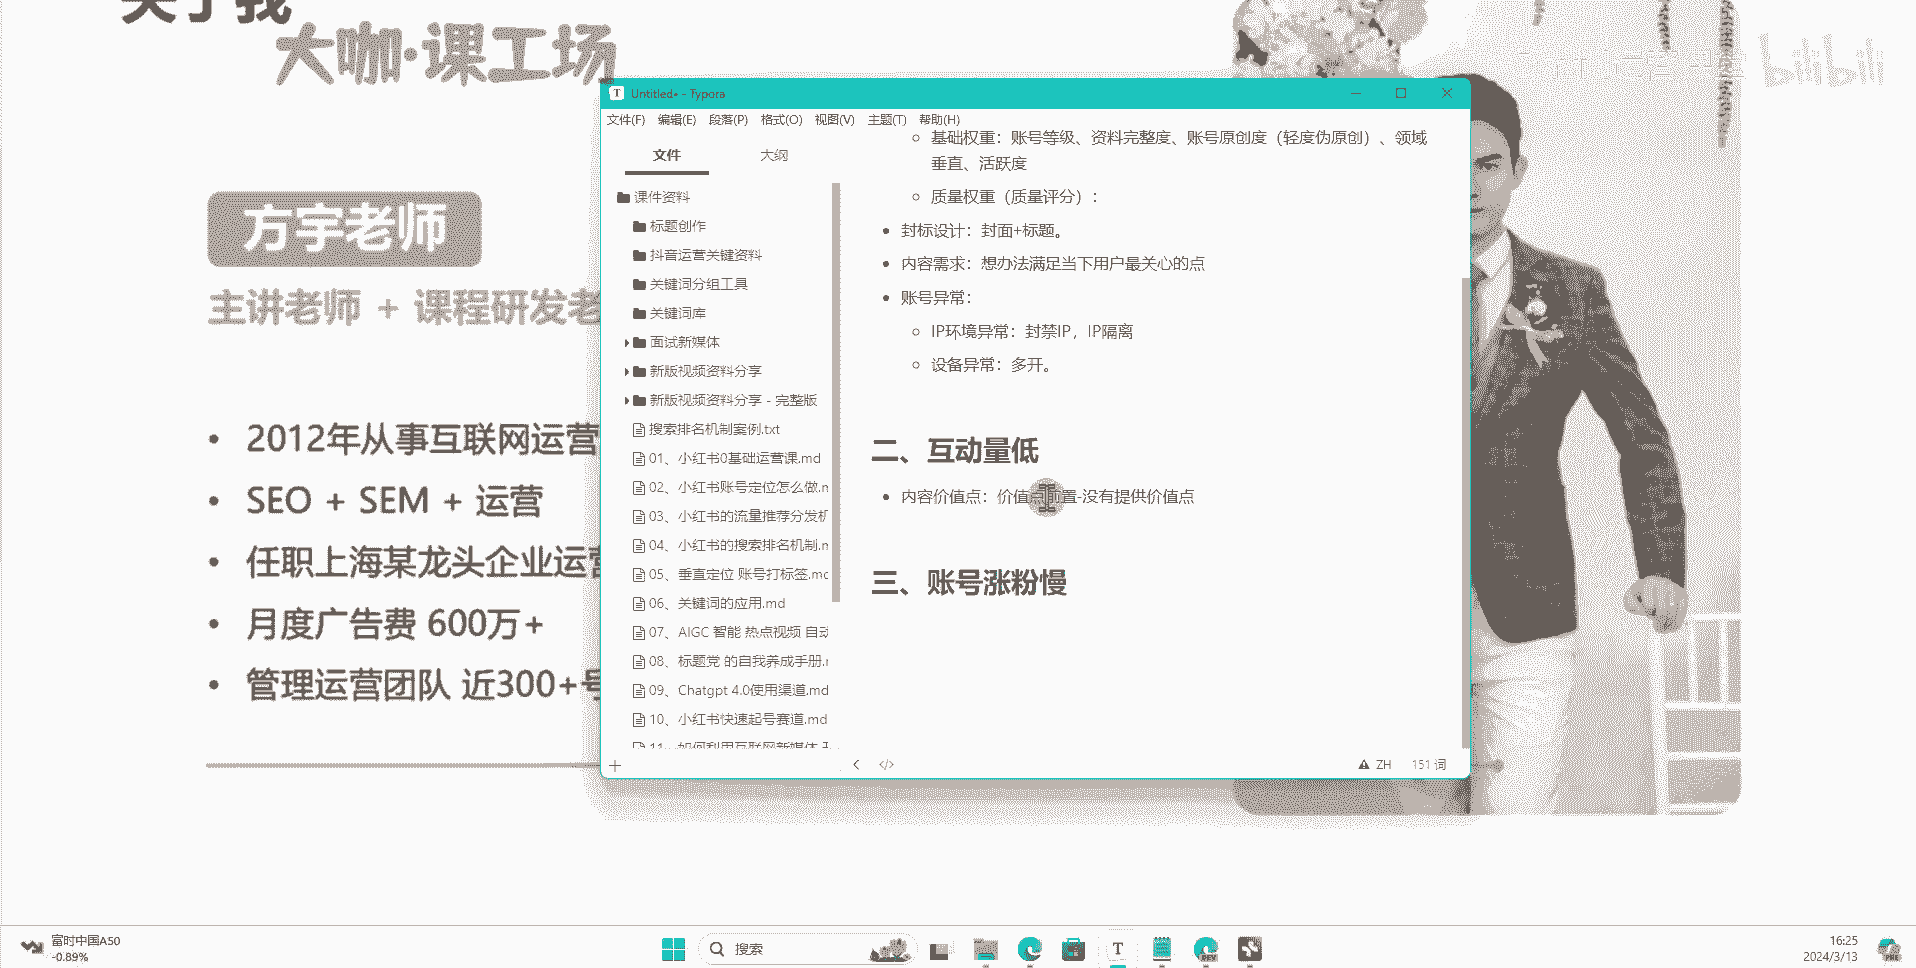 大咖·课工场
bilibili
Untitled• - Typora
文件(F) 编辑(E) 段落(P) 格式(O) 视图(V) 主题(T) 帮助(H)
文件 大纲
课件资料
标题创作
抖音运营关键资料
关键词分组工具
关键词库
面试新媒体
新版视频资料分享
新版视频资料分享 - 完整版
搜索排名机制案例.txt
01、小红书0基础运营课.md
02、小红书账号定位怎么做.m
03、小红书的流量推荐分发机
04、小红书的搜索排名机制.m
05、垂直定位 账号打标签.md
06、关键词的应用.md
07、AIGC 智能 热点视频 自动
08、标题党 的自我养成手册.m
09、Chatgpt 4.0使用渠道.md
10、小红书快速起号赛道.md
基础权重：账号等级、资料完整度、账号原创度（轻度伪原创）、领域
垂直、活跃度
质量权重（质量评分）：
封标设计：封面+标题。
内容需求：想办法满足当下用户最关心的点
账号异常：
IP环境异常：封禁IP，IP隔离
设备异常：多开。
二、互动量低
内容价值点：价值点前置-没有提供价值点
三、账号涨粉慢
ZH 151 词
方宇老师
主讲老师 + 课程研发老
2012年从事互联网运营
SEO + SEM + 运营
任职上海某龙头企业运营
月度广告费 600万+
管理运营团队 近300+号
富时中国A50
-0.89%
搜索
16:25
2024/3/13